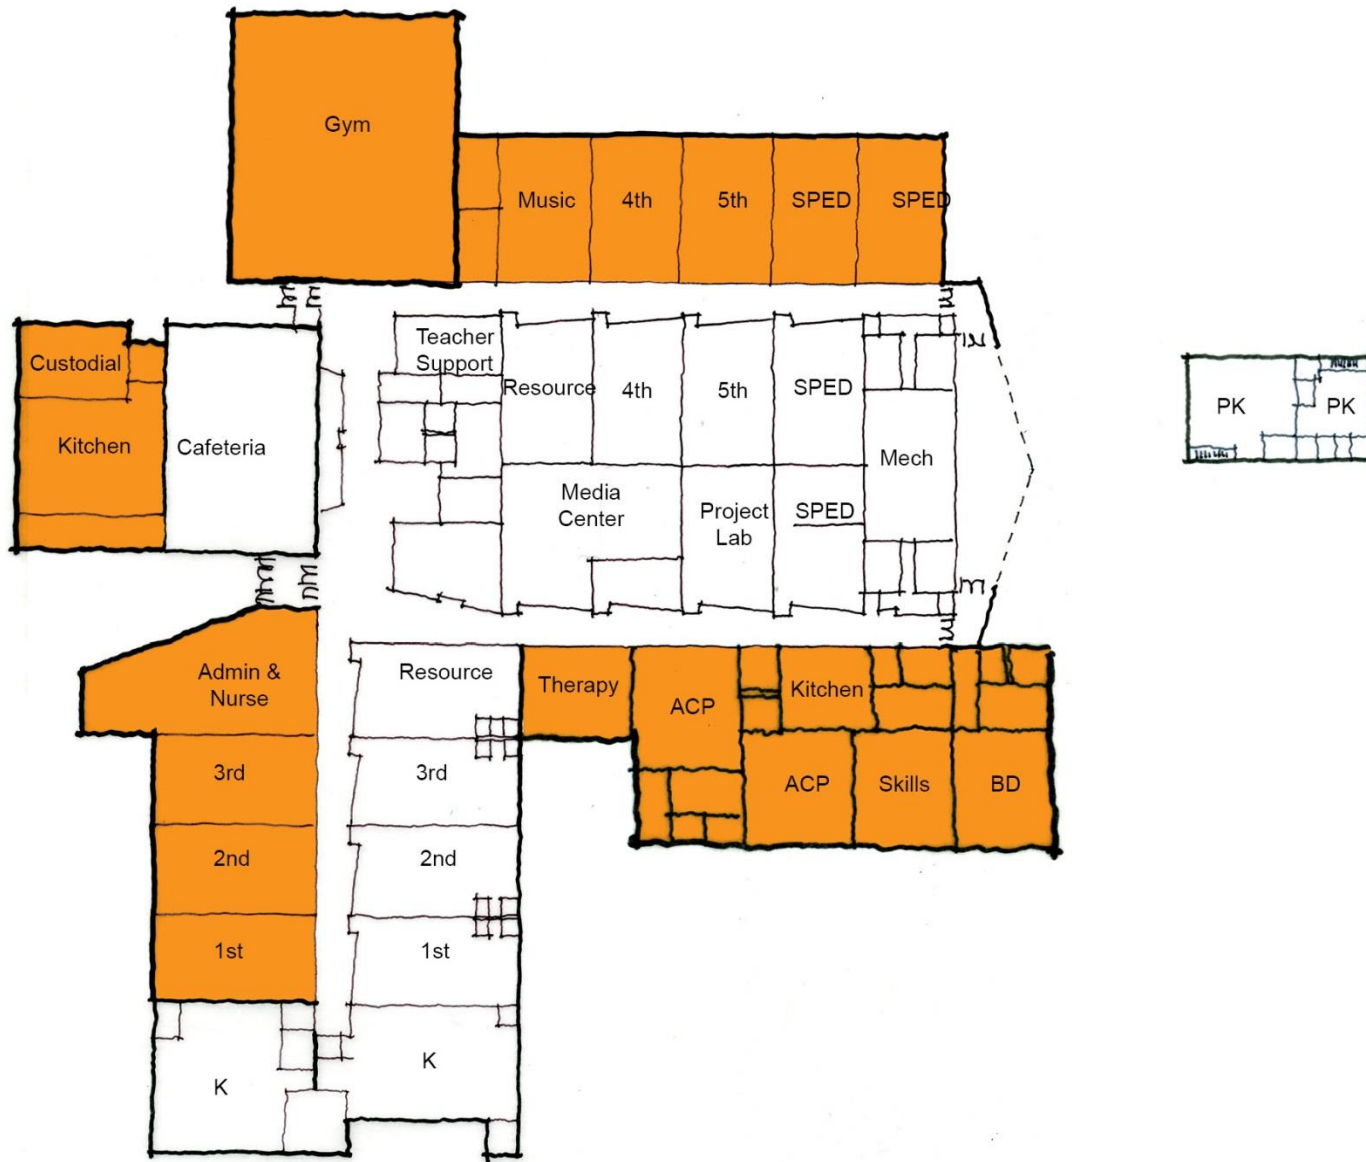 Gym
Music
4th
5th
SPED
SPED
Teacher
Support
Custodial
Resource
4th
5th
SPED
PK
PK
Kitchen
Cafeteria
Mech
Media
Center
Project
Lab
SPED
Admin &
Nurse
Resource
Therapy
ACP
Kitchen
3rd
3rd
ACP
Skills
BD
2nd
2nd
1st
1st
K
K